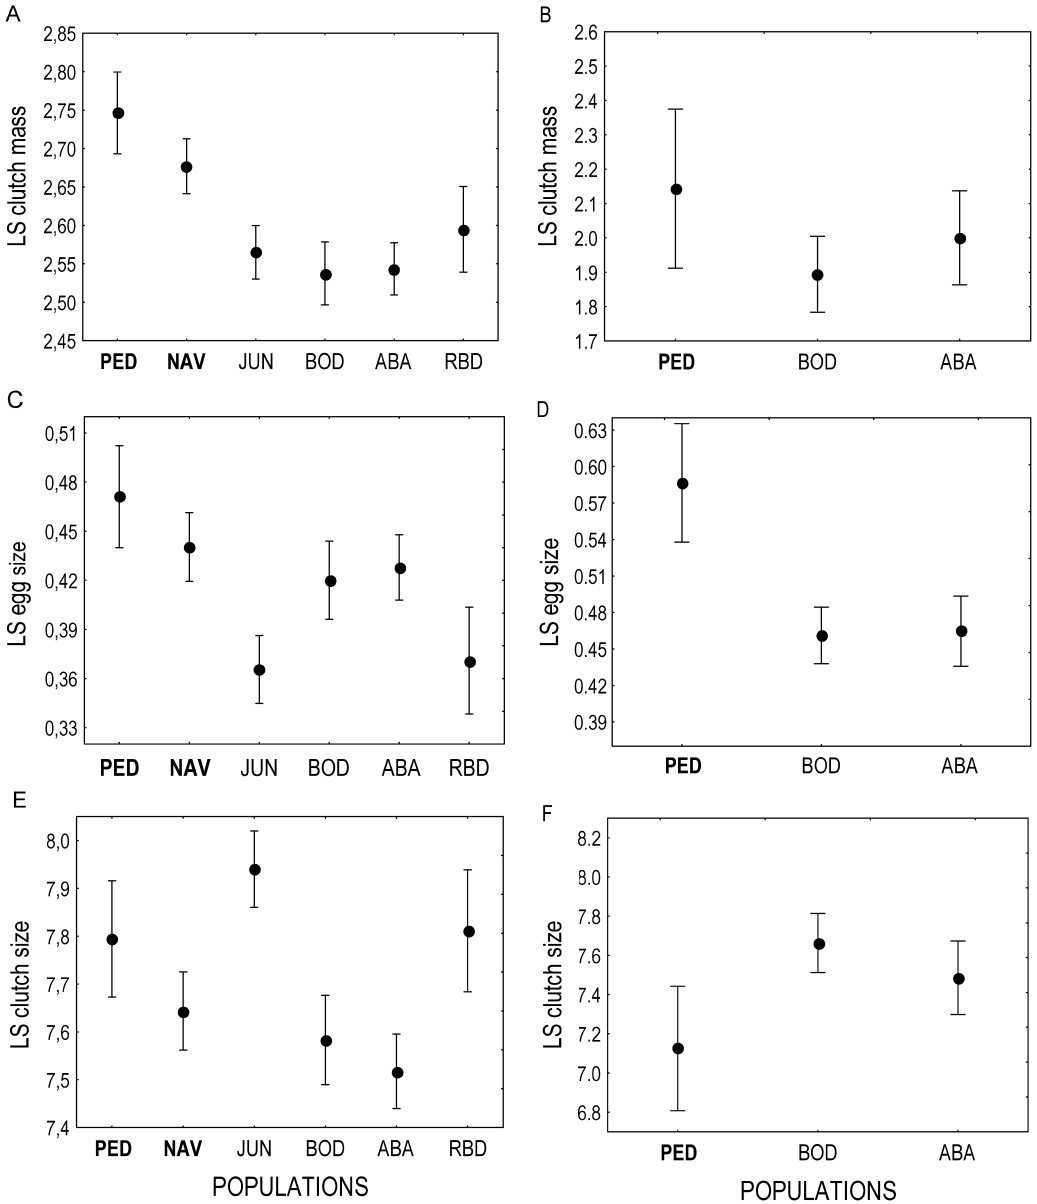 A
LS clutch mass
2,85
2,80
2,75
2,70
2,65
2,60
2,55
2,50
2,45
PED NAV JUN BOD ABA RBD
B
LS clutch mass
2.6
2.5
2.4
2.3
2.2
2.1
2.0
1.9
1.8
1.7
PED BOD ABA
C
LS egg size
0,51
0,48
0,45
0,42
0,39
0,36
0,33
PED NAV JUN BOD ABA RBD
D
LS egg size
0.63
0.60
0.57
0.54
0.51
0.48
0.45
0.42
0.39
PED BOD ABA
E
LS clutch size
8,0
7,9
7,8
7,7
7,6
7,5
7,4
PED NAV JUN BOD ABA RBD
POPULATIONS
F
LS clutch size
8.2
8.0
7.8
7.6
7.4
7.2
7.0
6.8
PED BOD ABA
POPULATIONS